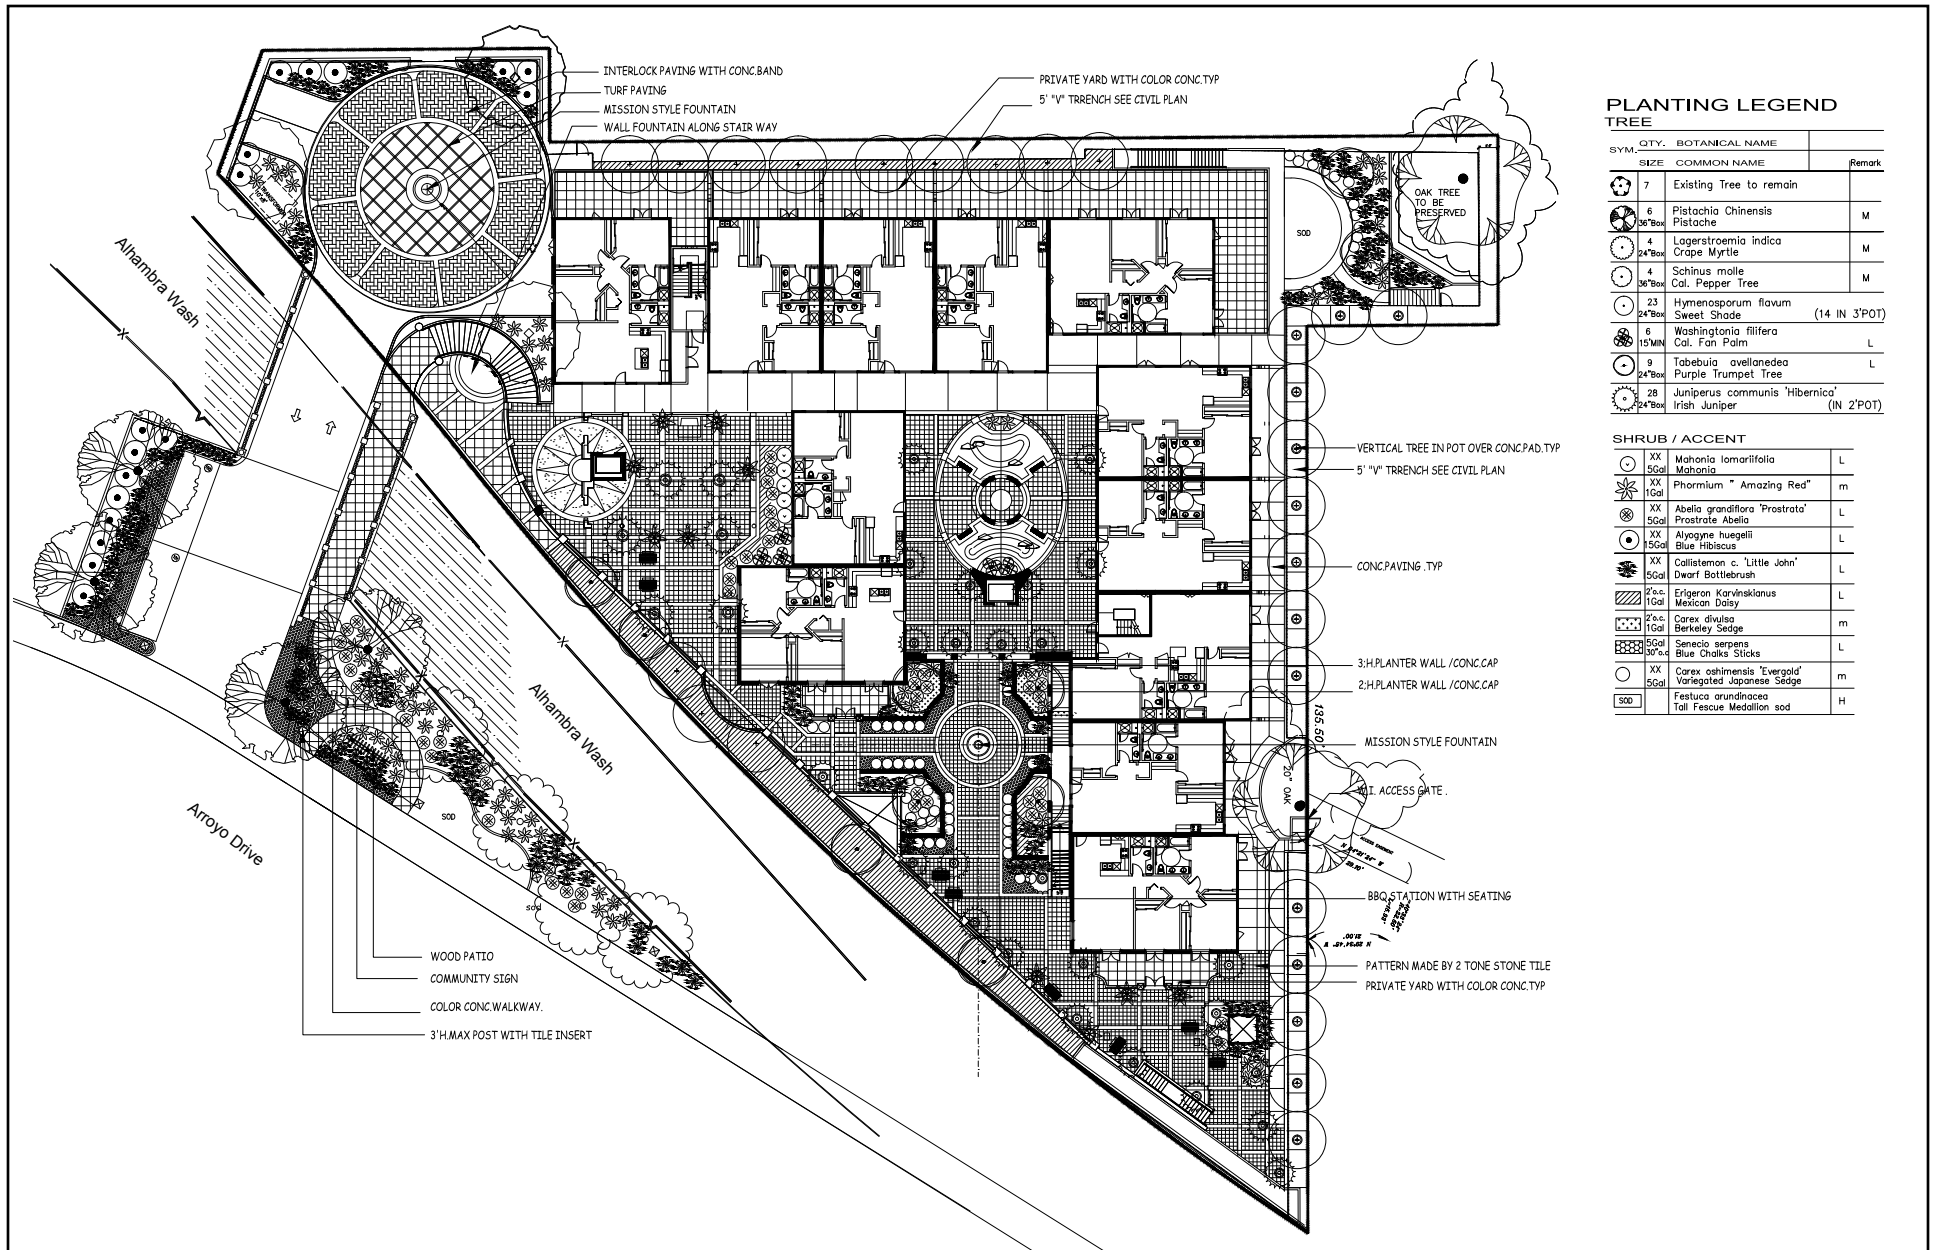 INTERLOCK PAVING WITH CONC.BAND
TURF PAVING
MISSION STYLE FOUNTAIN
WALL FOUNTAIN ALONG STAIR WAY
PRIVATE YARD WITH COLOR CONC.TYP
5' "V" TRRENCH SEE CIVIL PLAN
OAK TREE
TO BE
PRESERVED
SOD
Alhambra Wash
TRANSFORMER
VERTICAL TREE IN POT OVER CONC.PAD.TYP
5' "V" TRRENCH SEE CIVIL PLAN
CONC.PAVING .TYP
3;H.PLANTER WALL /CONC.CAP
2;H.PLANTER WALL /CONC.CAP
135.50'
MISSION STYLE FOUNTAIN
20" OAK
W.I. ACCESS GATE .
ACCESS EASEMENT
BBQ STATION WITH SEATING
21.00'
N 29°34'45" W
PATTERN MADE BY 2 TONE STONE TILE
PRIVATE YARD WITH COLOR CONC.TYP
Alhambra Wash
Arroyo Drive
SOD
SOD
WOOD PATIO
COMMUNITY SIGN
COLOR CONC.WALKWAY.
3'H.MAX POST WITH TILE INSERT
PLANTING LEGEND
TREE
SYM. QTY. BOTANICAL NAME
SIZE COMMON NAME Remark
7 Existing Tree to remain
6 Pistachia Chinensis
36"Box Pistache M
4 Lagerstroemia indica
24"Box Crape Myrtle M
4 Schinus molle
36"Box Cal. Pepper Tree M
23 Hymenosporum flavum
24"Box Sweet Shade (14 IN 3'POT)
6 Washingtonia filifera
15'MIN Cal. Fan Palm L
9 Tabebuia avellanedea L
24"Box Purple Trumpet Tree
28 Juniperus communis 'Hibernica'
24"Box Irish Juniper (IN 2'POT)
SHRUB / ACCENT
XX Mahonia lomariifolia L
5Gal Mahonia
XX Phormium " Amazing Red" m
1Gal
XX Abelia grandiflora 'Prostrata' L
5Gal Prostrate Abelia
XX Alyogyne huegelii L
15Gal Blue Hibiscus
XX Callistemon c. 'Little John' L
5Gal Dwarf Bottlebrush
2'o.c. Erigeron Karvinskianus L
1Gal Mexican Daisy
2'o.c. Carex divulsa m
1Gal Berkeley Sedge
5Gal Senecio serpens L
30"o.c Blue Chalks Sticks
XX Carex oshimensis 'Evergold' m
5Gal Variegated Japanese Sedge
SOD Festuca arundinacea H
Tall Fescue Medallion sod